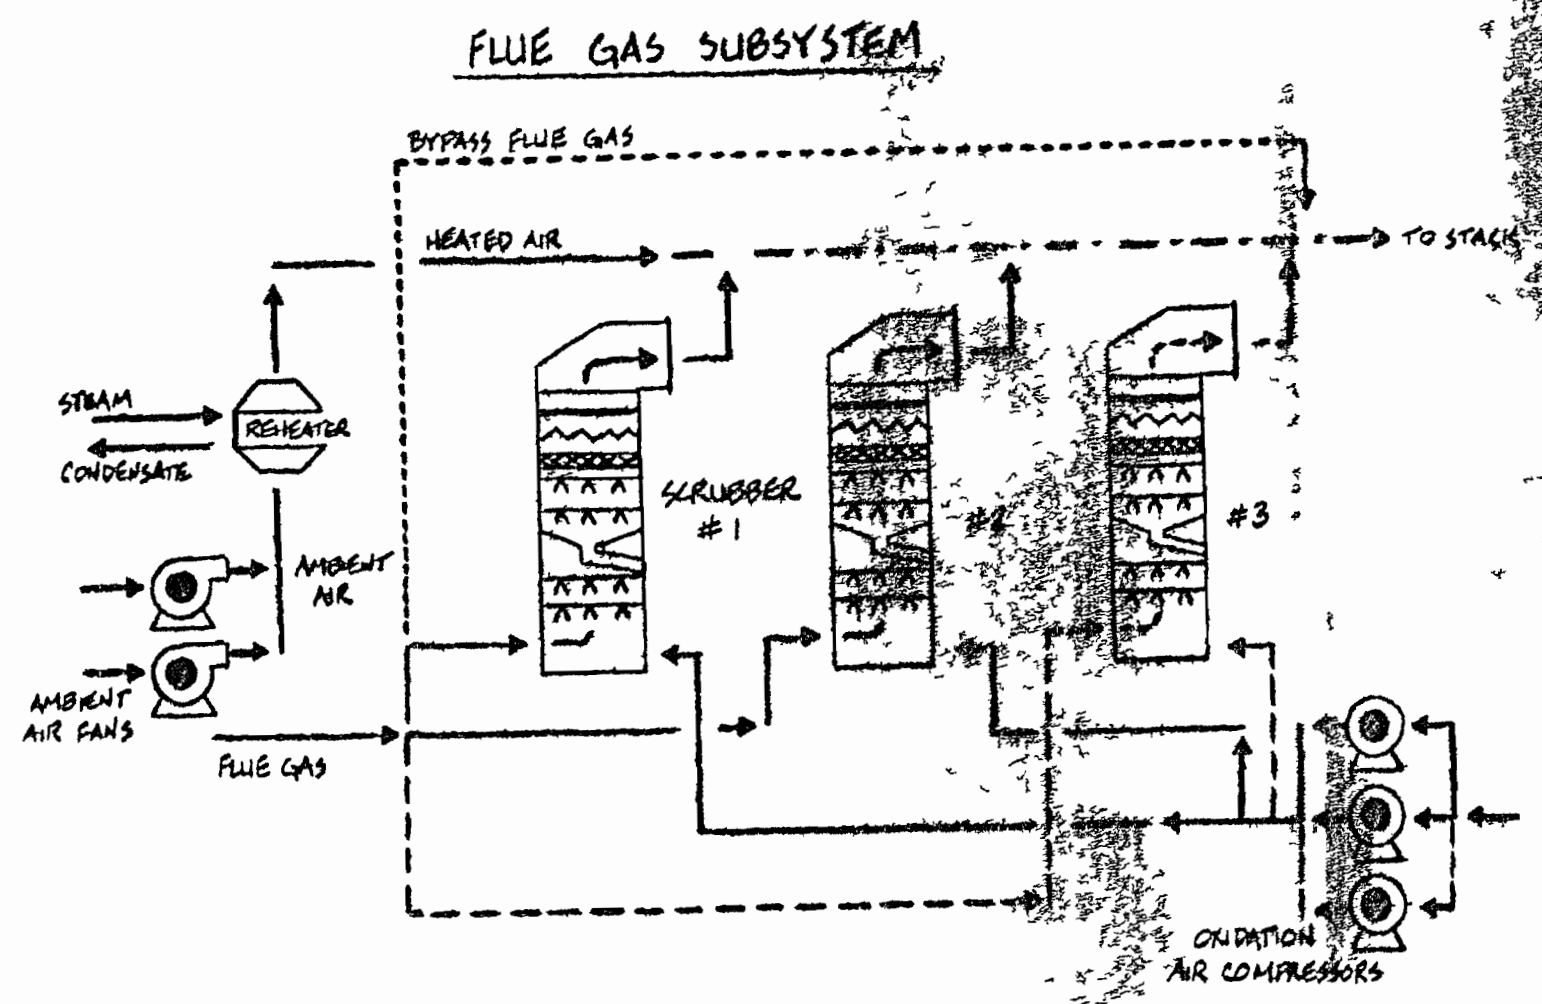 FLUE GAS SUBSYSTEM
BYPASS FLUE GAS
HEATED AIR
TO STACK
STEAM
REHEATER
CONDENSATE
SCRUBBER
#1
#2
#3
AMBIENT
AIR
AMBIENT
AIR FANS
FLUE GAS
OXIDATION
AIR COMPRESSORS